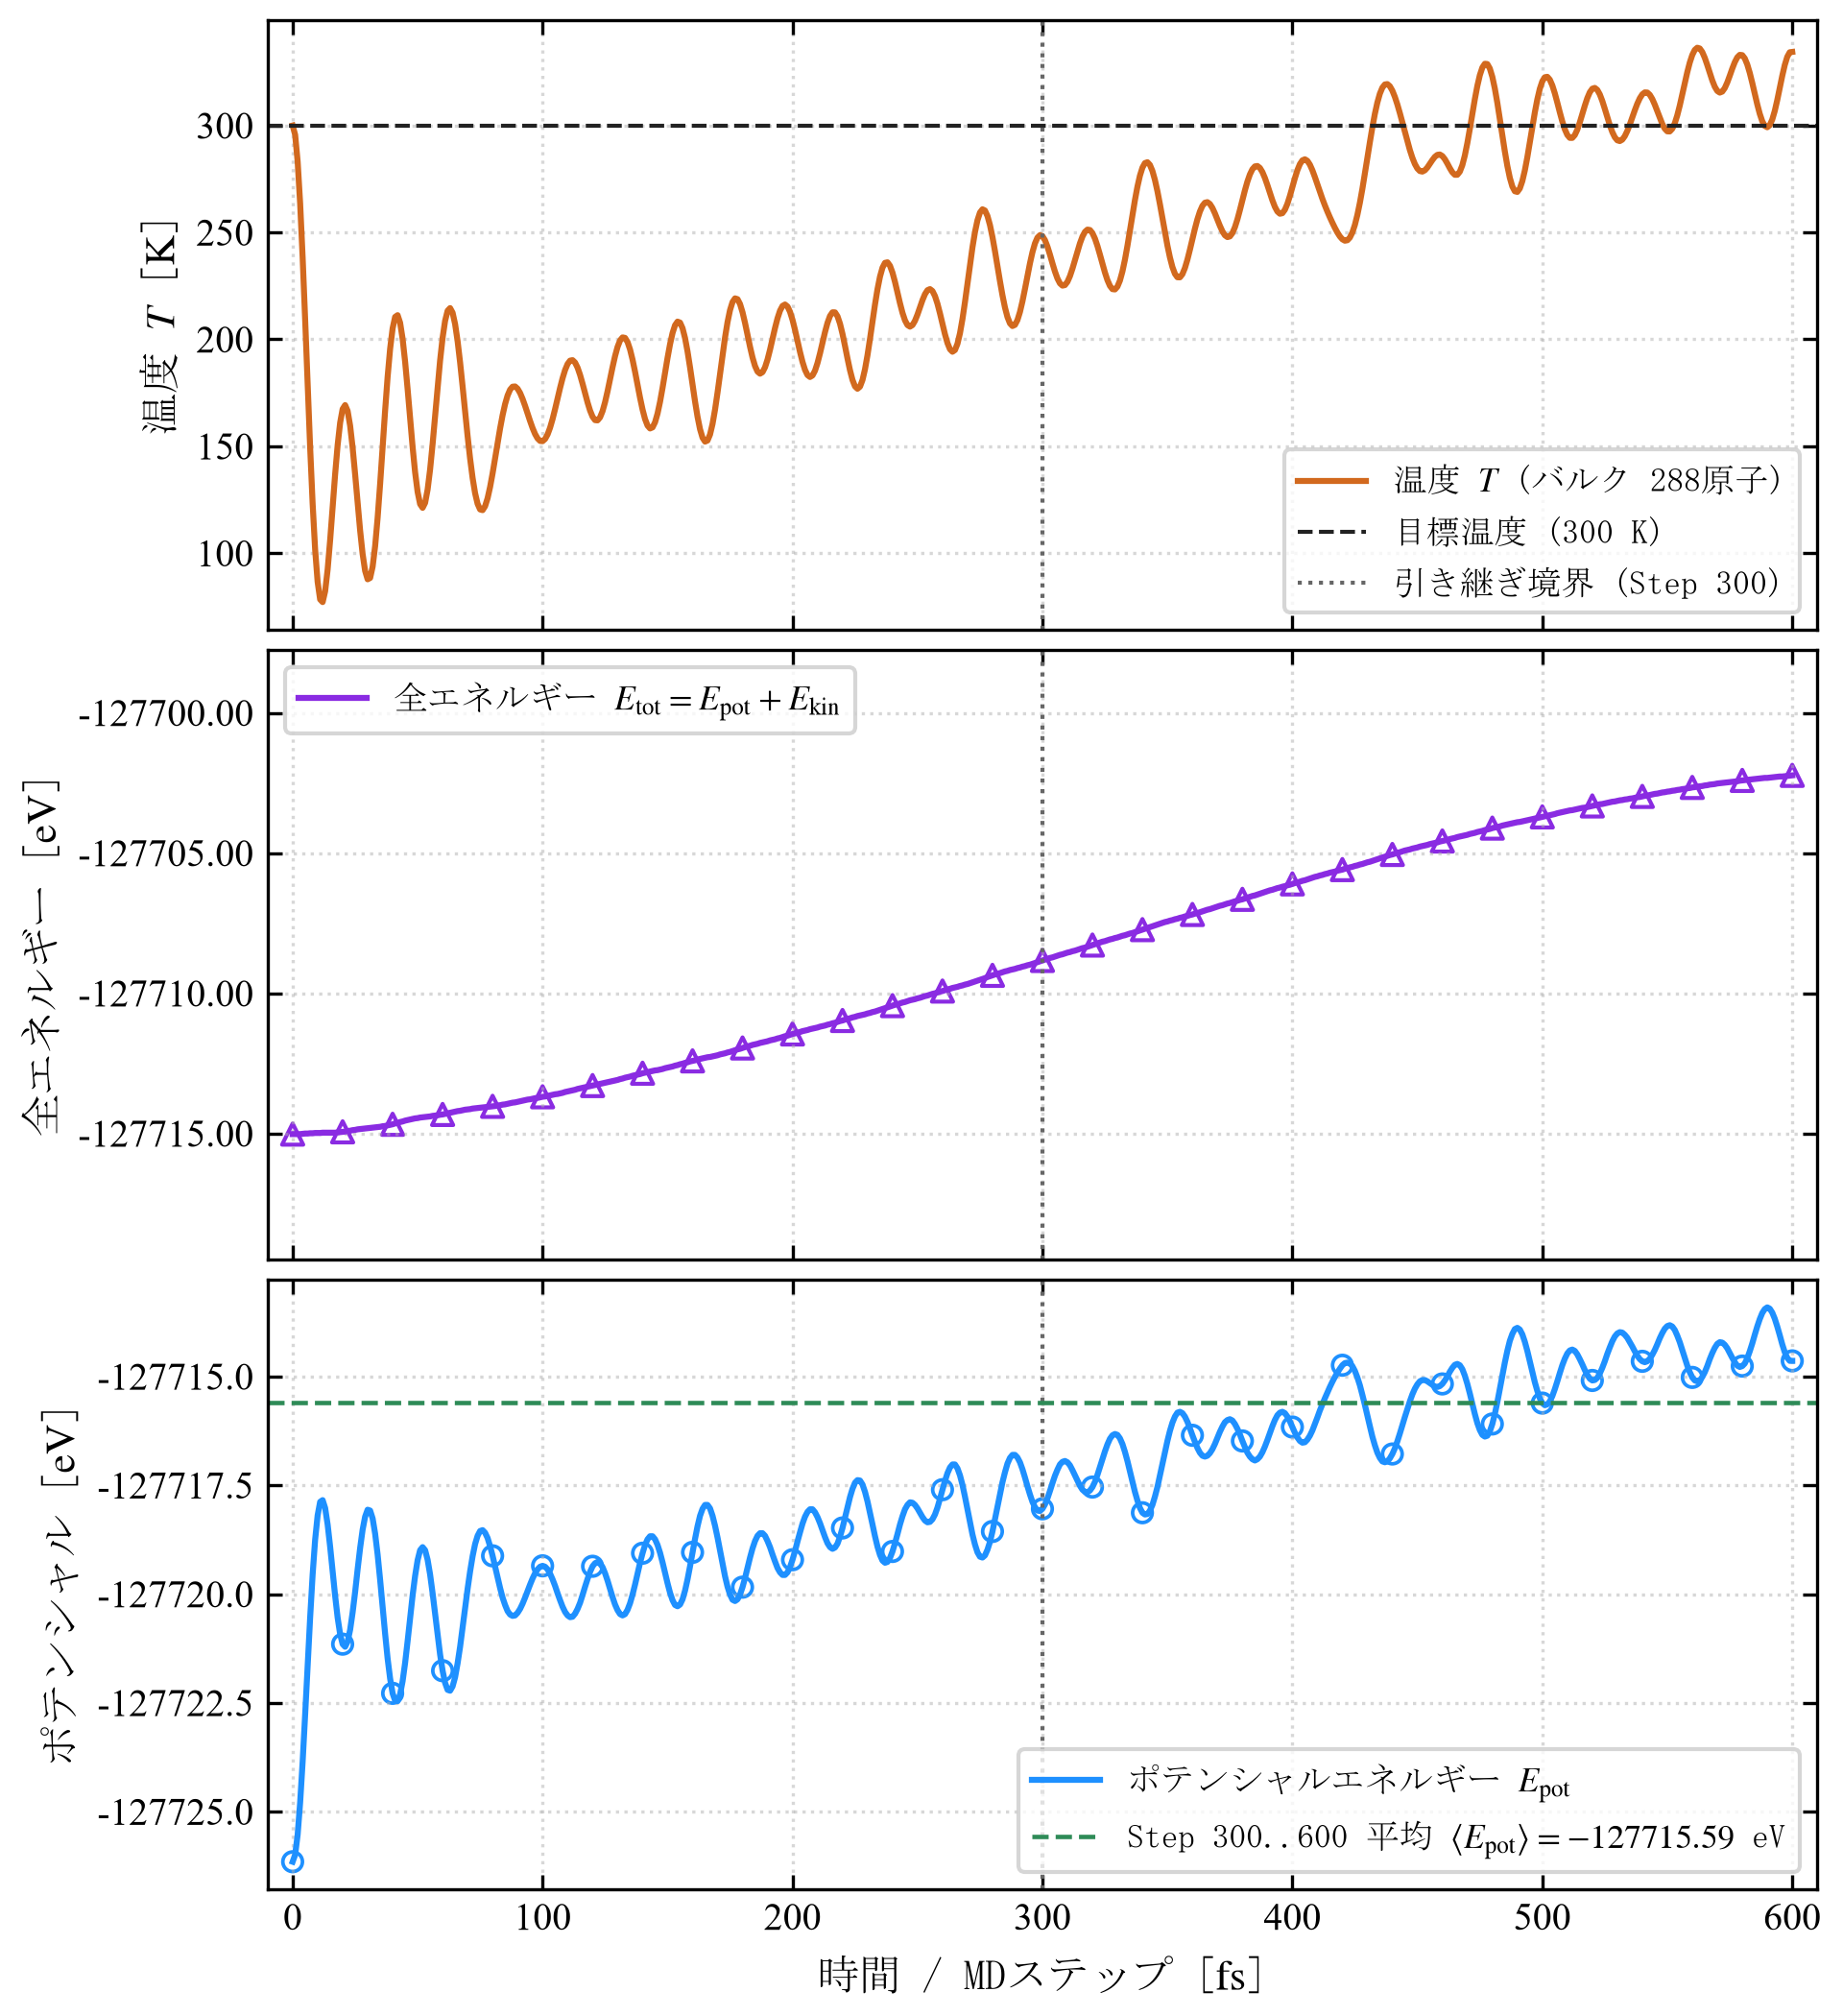 300
250
200
150
100
温度 T [K]
温度 T (バルク 288原子)
目標温度 (300 K)
引き継ぎ境界 (Step 300)
全エネルギー E_tot = E_pot + E_kin
-127700.00
-127705.00
-127710.00
-127715.00
全エネルギー [eV]
-127715.0
-127717.5
-127720.0
-127722.5
-127725.0
ポテンシャル [eV]
ポテンシャルエネルギー E_pot
Step 300..600 平均 ⟨E_pot⟩ = −127715.59 eV
0 100 200 300 400 500 600
時間 / MDステップ [fs]